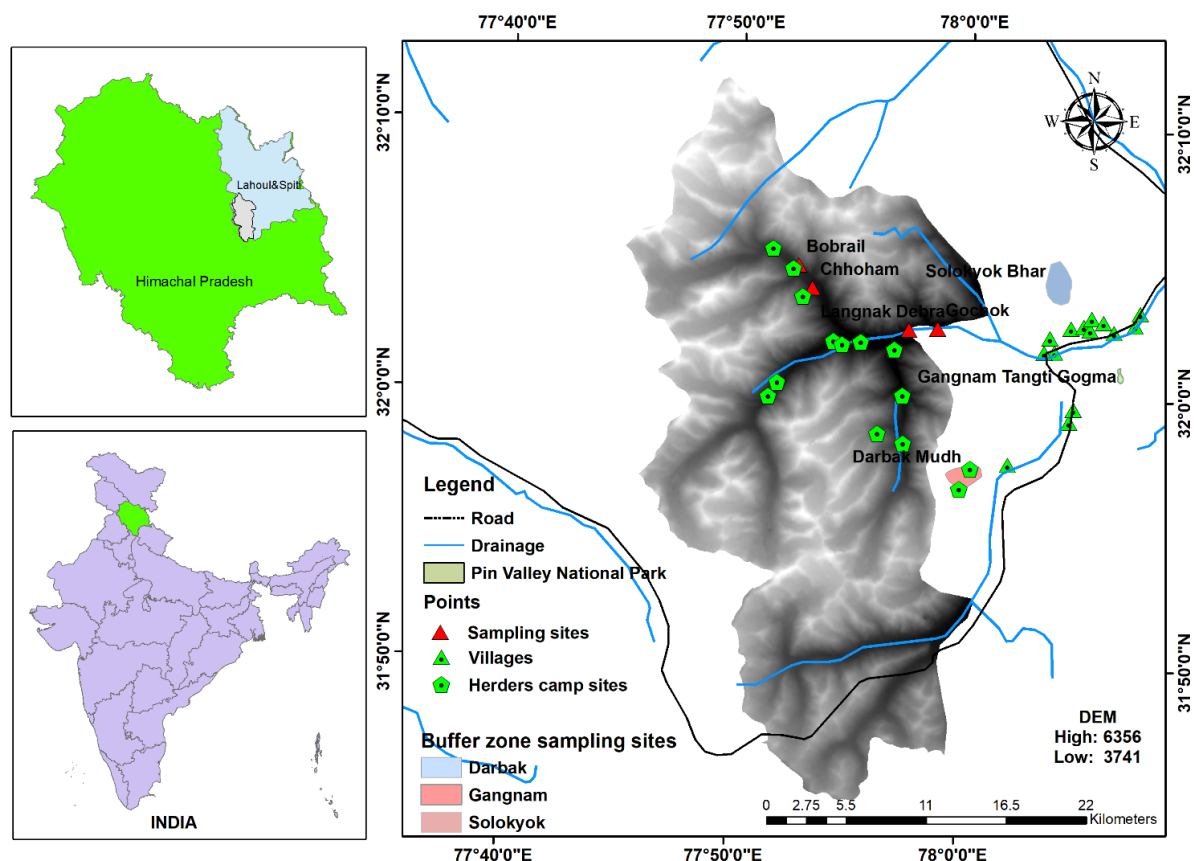 Lahoul&Spiti
Himachal Pradesh
INDIA
77°40'0"E
77°50'0"E
78°0'0"E
32°10'0"N
32°10'0"N
N
W
E
S
Bobrail
Chhoham
Solokyok Bhar
Langnak Debra
Gochok
32°0'0"N
32°0'0"N
Gangnam Tangti Gogma
Darbak Mudh
Legend
Road
Drainage
Pin Valley National Park
Points
Sampling sites
Villages
Herders camp sites
Buffer zone sampling sites
Darbak
Gangnam
Solokyok
31°50'0"N
31°50'0"N
DEM
High: 6356
Low: 3741
0 2.75 5.5 11 16.5 22
Kilometers
77°40'0"E
77°50'0"E
78°0'0"E